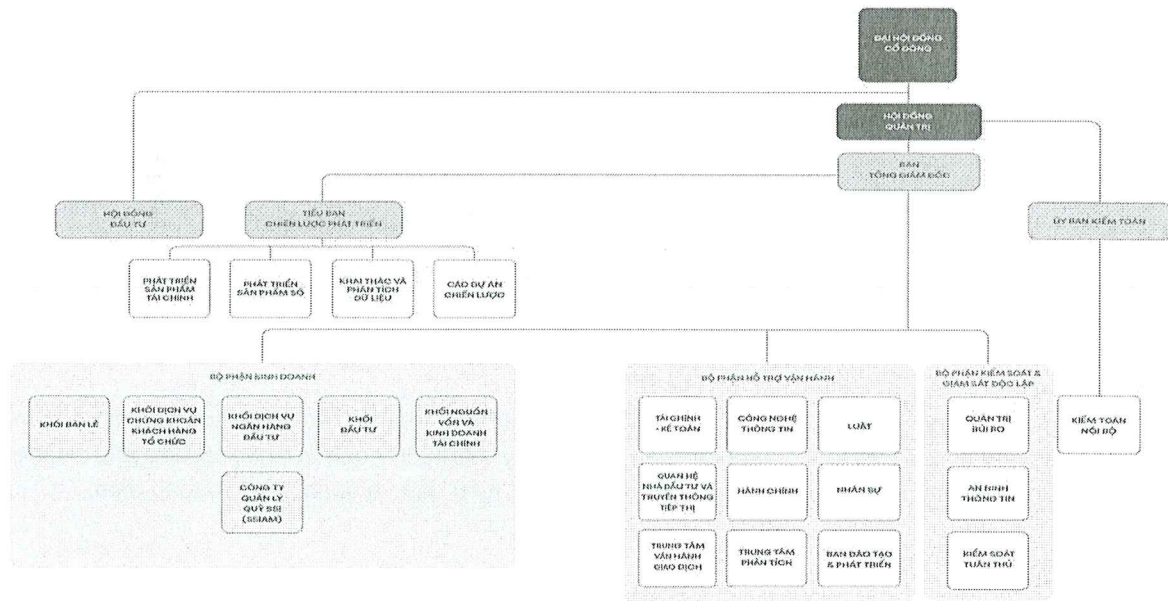 ĐẠI HỘI ĐỒNG
CỔ ĐÔNG
HỘI ĐỒNG
QUẢN TRỊ
BAN
TỔNG GIÁM ĐỐC
HỘI ĐỒNG
ĐẦU TƯ
TIỂU BAN
CHIẾN LƯỢC PHÁT TRIỂN
ỦY BAN KIỂM TOÁN
PHÁT TRIỂN
SẢN PHẨM
TÀI CHÍNH
PHÁT TRIỂN
SẢN PHẨM SỐ
KHAI THÁC VÀ
PHÂN TÍCH
DỮ LIỆU
CÁC DỰ ÁN
CHIẾN LƯỢC
BỘ PHẬN KINH DOANH
KHỐI BÁN LẺ
KHỐI DỊCH VỤ
CHỨNG KHOÁN
KHÁCH HÀNG
TỔ CHỨC
KHỐI DỊCH VỤ
NGÂN HÀNG
ĐẦU TƯ
KHỐI
ĐẦU TƯ
KHỐI NGUỒN
VỐN VÀ
KINH DOANH
TÀI CHÍNH
CÔNG TY
QUẢN LÝ
QUỸ SSI
(SSIAM)
BỘ PHẬN HỖ TRỢ VẬN HÀNH
TÀI CHÍNH
- KẾ TOÁN
CÔNG NGHỆ
THÔNG TIN
LUẬT
QUAN HỆ
NHÀ ĐẦU TƯ VÀ
TRUYỀN THÔNG
TIẾP THỊ
HÀNH CHÍNH
NHÂN SỰ
TRUNG TÂM
VẬN HÀNH
GIAO DỊCH
TRUNG TÂM
PHÂN TÍCH
BAN ĐÀO TẠO
& PHÁT TRIỂN
BỘ PHẬN KIỂM SOÁT &
GIÁM SÁT ĐỘC LẬP
QUẢN TRỊ
RỦI RO
AN NINH
THÔNG TIN
KIỂM SOÁT
TUÂN THỦ
KIỂM TOÁN
NỘI BỘ